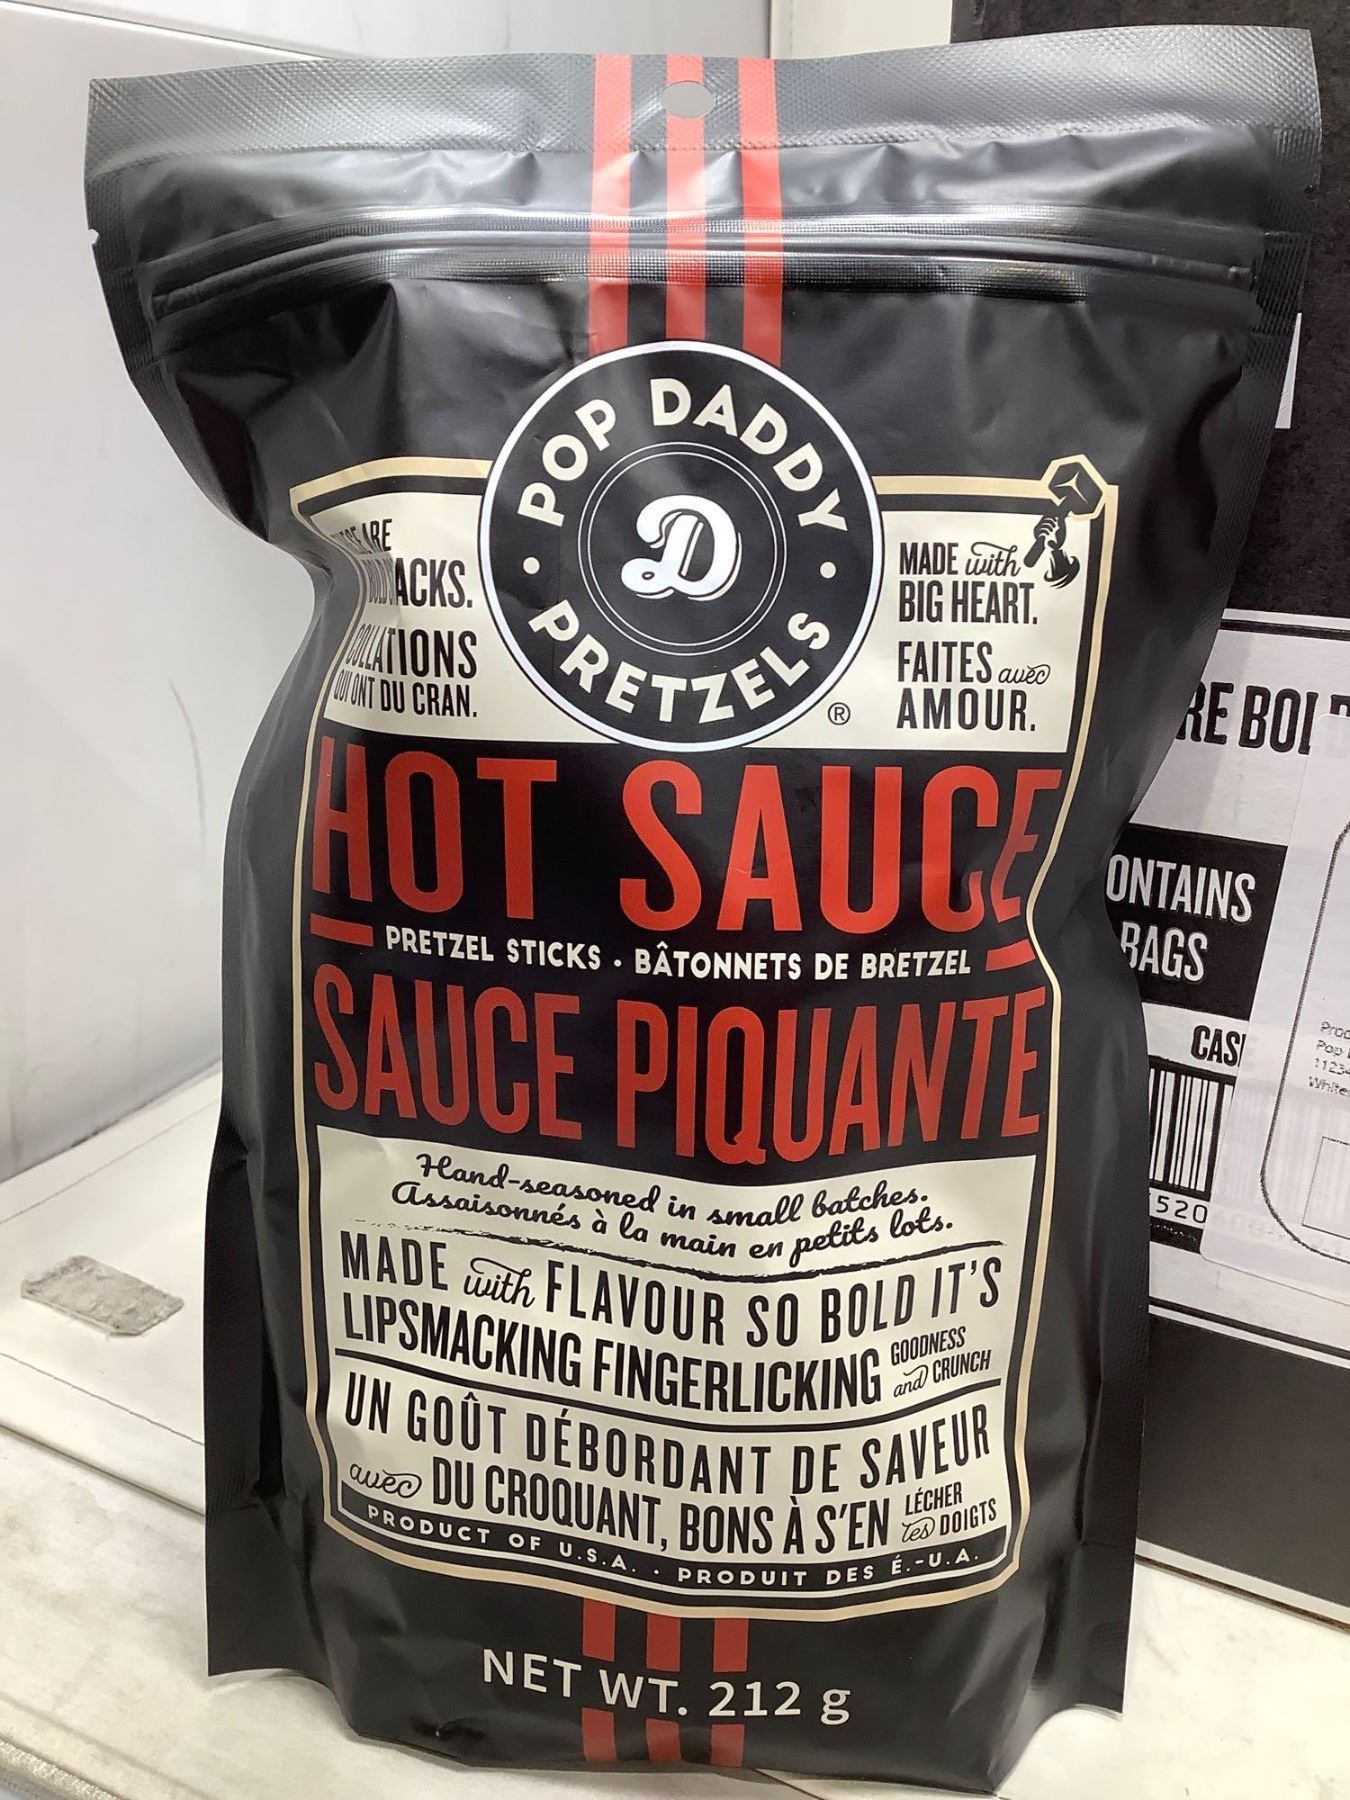 POP DADDY
D
PRETZELS
®
ARE
ACKS.
COLLATIONS
QUI ONT DU CRAN.
MADE with
BIG HEART.
FAITES avec
AMOUR.
HOT SAUCE
PRETZEL STICKS • BÂTONNETS DE BRETZEL
SAUCE PIQUANTE
Hand-seasoned in small batches.
Assaisonnés à la main en petits lots.
MADE with FLAVOUR SO BOLD IT'S
LIPSMACKING FINGERLICKING GOODNESS
and CRUNCH
UN GOÛT DÉBORDANT DE SAVEUR
avec DU CROQUANT, BONS À S'EN LÉCHER
les DOIGTS
PRODUCT OF U.S.A. • PRODUIT DES É.-U.A.
NET WT. 212 g
RE BOLD
ONTAINS
BAGS
CAS
520